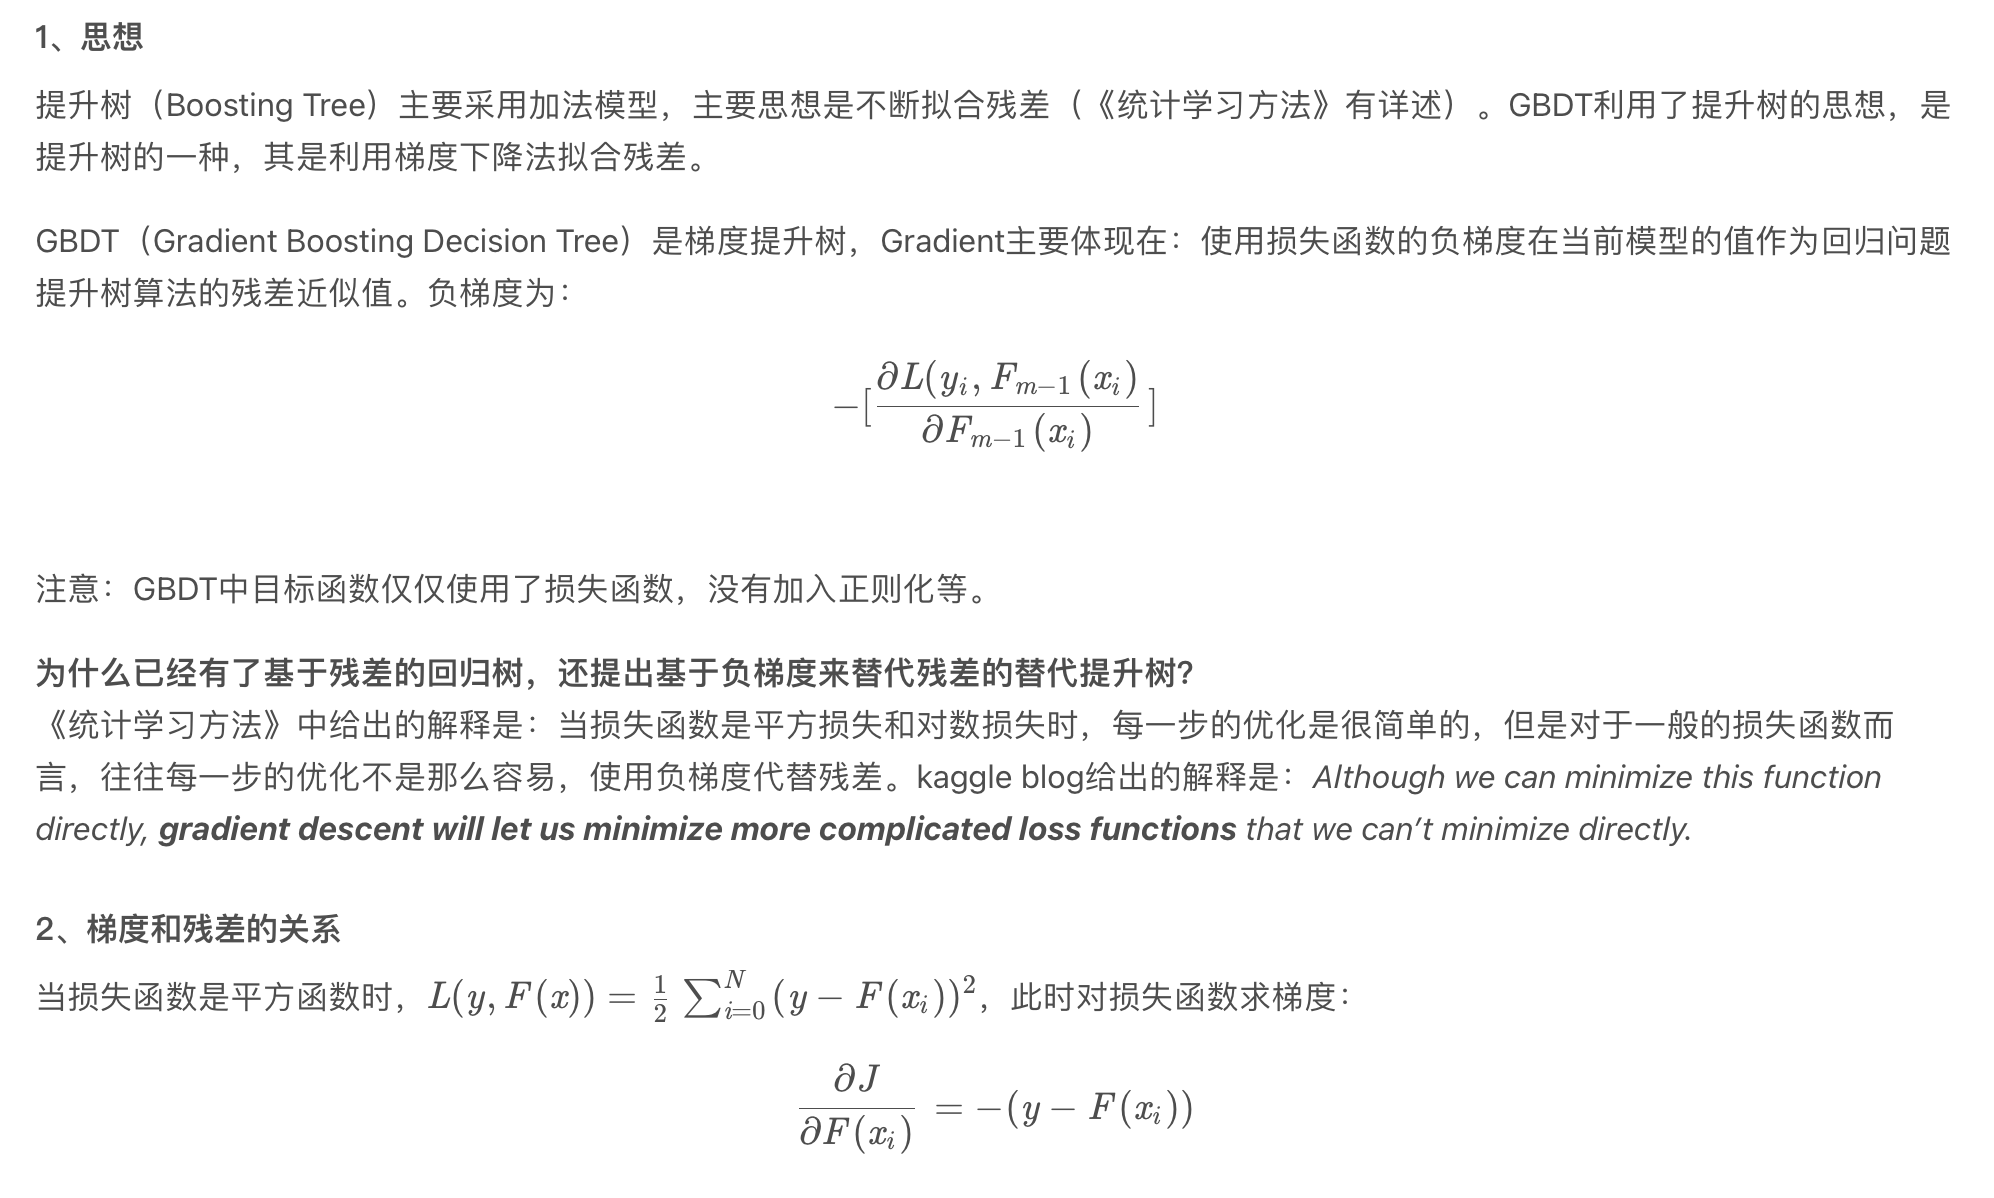 1、思想
提升树（Boosting Tree）主要采用加法模型，主要思想是不断拟合残差（《统计学习方法》有详述）。GBDT利用了提升树的思想，是
提升树的一种，其是利用梯度下降法拟合残差。
GBDT（Gradient Boosting Decision Tree）是梯度提升树，Gradient主要体现在：使用损失函数的负梯度在当前模型的值作为回归问题
提升树算法的残差近似值。负梯度为：
$-[\frac{\partial L(y_i, F_{m-1}(x_i)}{\partial F_{m-1}(x_i)}]$
注意：GBDT中目标函数仅仅使用了损失函数，没有加入正则化等。
为什么已经有了基于残差的回归树，还提出基于负梯度来替代残差的替代提升树?
《统计学习方法》中给出的解释是：当损失函数是平方损失和对数损失时，每一步的优化是很简单的，但是对于一般的损失函数而
言，往往每一步的优化不是那么容易，使用负梯度代替残差。kaggle blog给出的解释是：Although we can minimize this function
directly, gradient descent will let us minimize more complicated loss functions that we can’t minimize directly.
2、梯度和残差的关系
当损失函数是平方函数时，$L(y, F(x)) = \frac{1}{2} \sum_{i=0}^{N} (y - F(x_i))^2$，此时对损失函数求梯度：
$\frac{\partial J}{\partial F(x_i)} = -(y - F(x_i))$